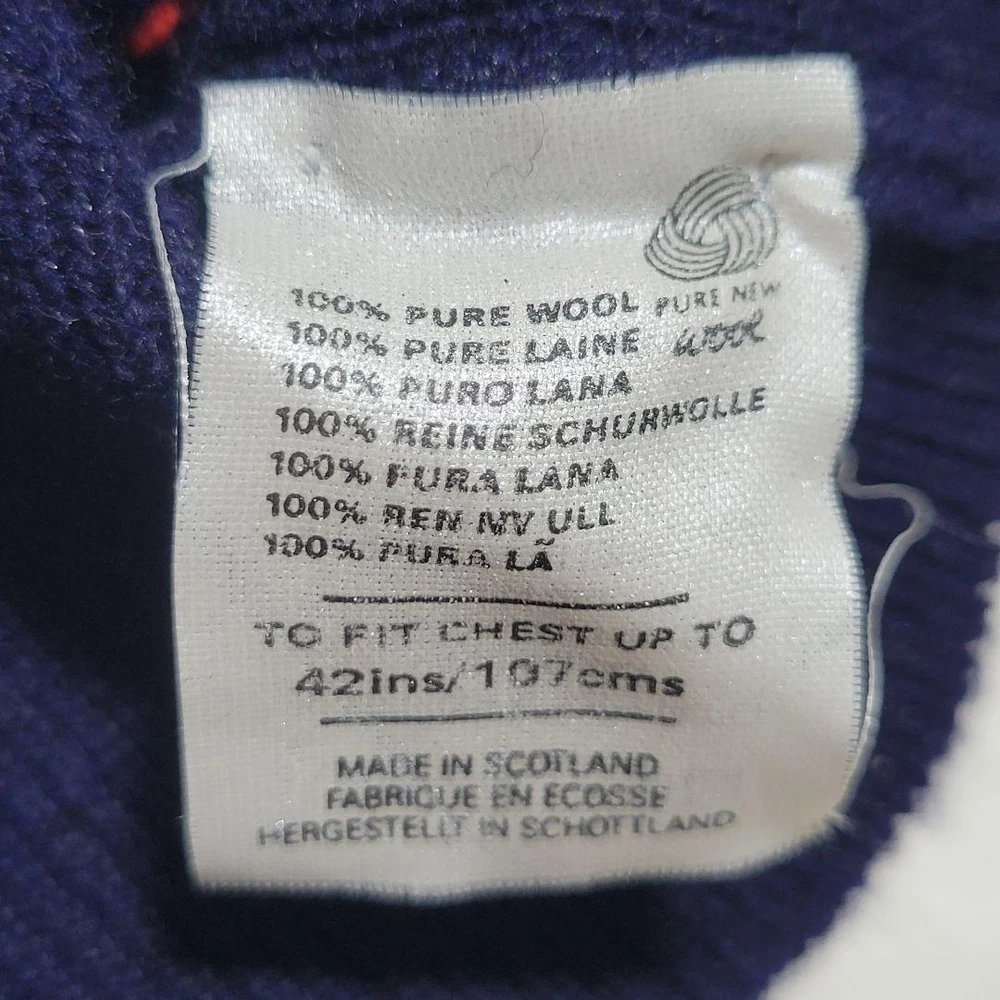 PURE NEW
wool
100% PURE WOOL
100% PURE LAINE
100% PURO LANA
100% REINE SCHURWOLLE
100% PURA LANA
100% REN NY ULL
100% PURA LÃ
TO FIT CHEST UP TO
42ins/107cms
MADE IN SCOTLAND
FABRIQUE EN ECOSSE
HERGESTELLT IN SCHOTTLAND